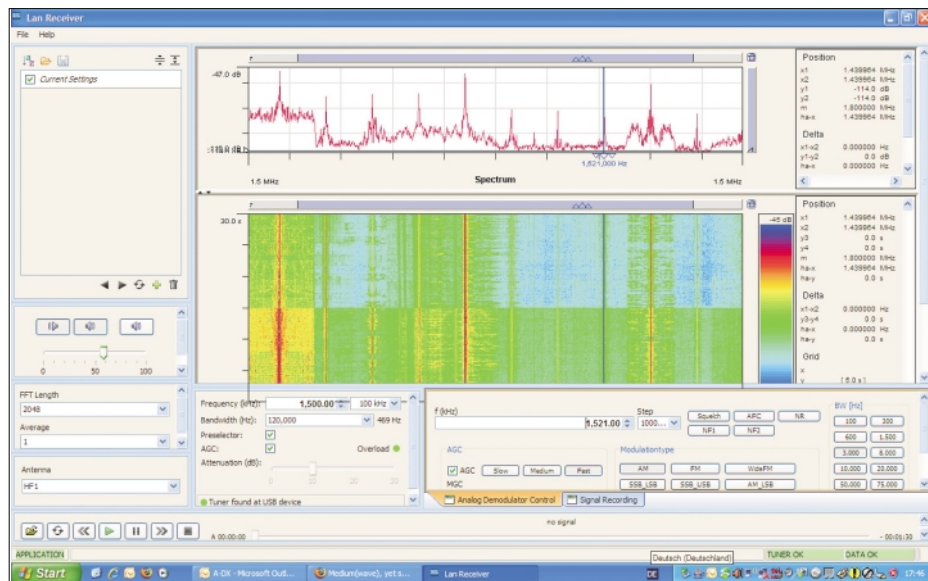 Lan Receiver
File Help
Current Settings
0 50 100
FFT Length
2048
Average
1
Antenna
HF1
f
-47.0 dB
1,521,000 Hz
1.5 MHz Spectrum 1.5 MHz
Position
x1 1.439964 MHz
x2 1.439964 MHz
y1 -114.0 dB
y2 -114.0 dB
m 1.800000 MHz
ha-x 1.439964 MHz
Delta
x1-x2 0.000000 Hz
y1-y2 0.0 dB
ha-x 0.000000 Hz
f
30.0 s
-45 dB
Position
x1 1.439964 MHz
x2 1.439964 MHz
y3 0.0 s
y4 0.0 s
m 1.800000 MHz
ha-x 1.439964 MHz
ha-y 0.0 s
Delta
x1-x2 0.000000 Hz
y3-y4 0.0 s
ha-x 0.000000 Hz
ha-y 0.0 s
Grid
x
y [ 5.0 s]
Frequency (kHz): 1,500.00 100 kHz
Bandwidth (Hz): 120,000 469 Hz
Preselector:
AGC: Overload
Attenuation (dB):
0 10 20 30
Tuner found at USB device
f (kHz)
1,521.00
Step
1000...
Squelch AFC NR
NF1 NF2
AGC
AGC Slow Medium Fast
MGC
Modulationtype
AM FM WideFM
SSB_LSB SSB_USB AM_LSB
BW [Hz]
100 300
600 1,500
3,000 6,000
10,000 20,000
50,000 75,000
Analog Demodulator Control Signal Recording
no signal
A 00:00:00 - 00:01:30
APPLICATION TUNER OK DATA OK
Deutsch (Deutschland)
Start A-DX - Microsoft Outl... Medium(wave), yet s... Lan Receiver DE 17:46